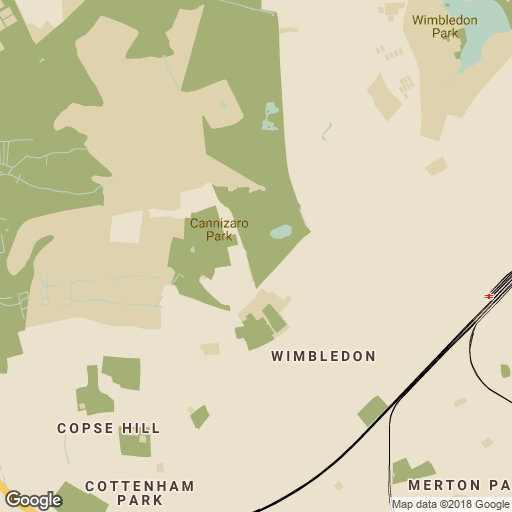 Wimbledon
Park
Cannizaro
Park
WIMBLEDON
COPSE HILL
COTTENHAM
PARK
MERTON PA
Google
Map data ©2018 Google